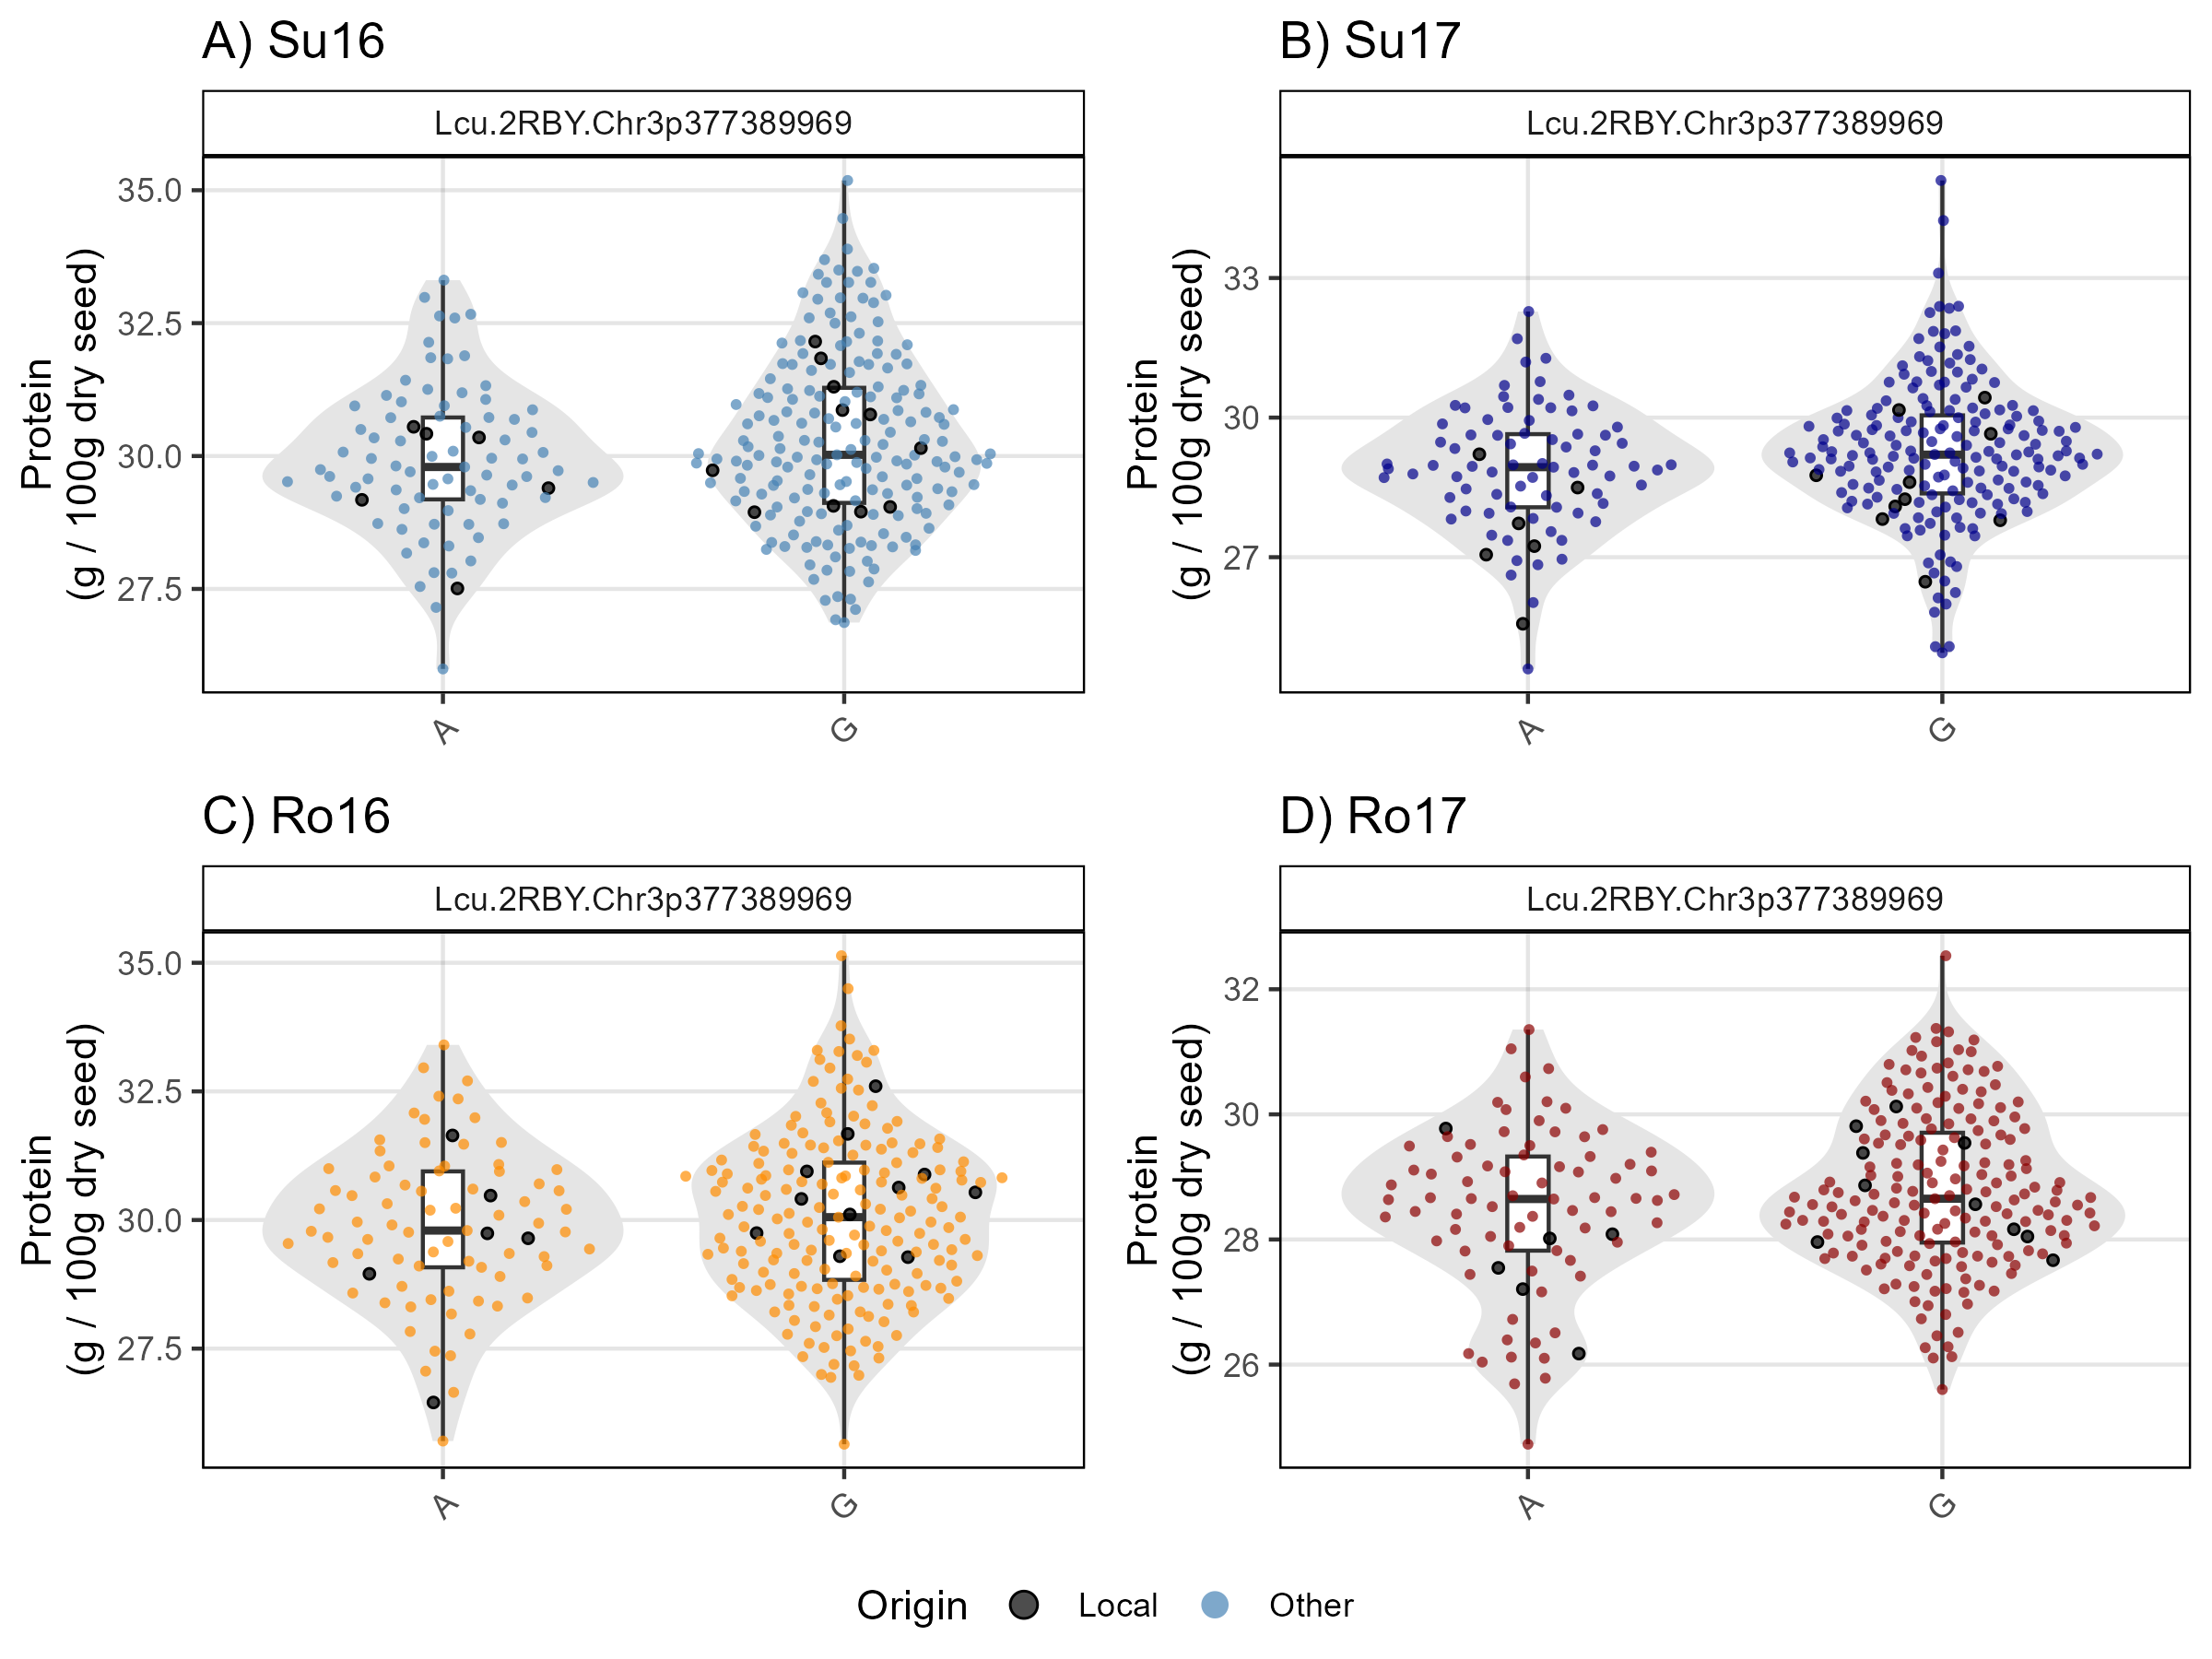 A) Su16
Lcu.2RBY.Chr3p377389969
Protein
(g / 100g dry seed)
35.0
32.5
30.0
27.5
A
G
B) Su17
Lcu.2RBY.Chr3p377389969
Protein
(g / 100g dry seed)
33
30
27
A
G
C) Ro16
Lcu.2RBY.Chr3p377389969
Protein
(g / 100g dry seed)
35.0
32.5
30.0
27.5
A
G
D) Ro17
Lcu.2RBY.Chr3p377389969
Protein
(g / 100g dry seed)
32
30
28
26
A
G
Origin Local Other